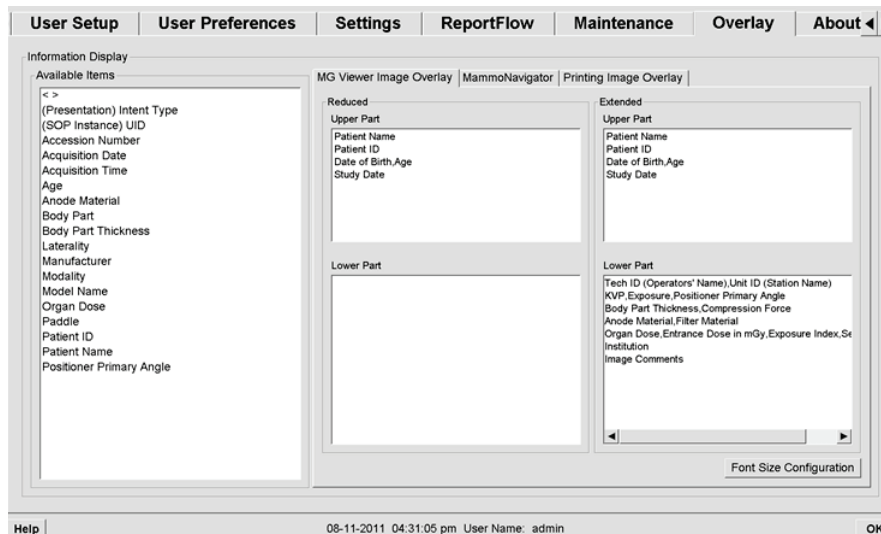 User Setup User Preferences Settings ReportFlow Maintenance Overlay About
Information Display
Available Items
< >
(Presentation) Intent Type
(SOP Instance) UID
Accession Number
Acquisition Date
Acquisition Time
Age
Anode Material
Body Part
Body Part Thickness
Laterality
Manufacturer
Modality
Model Name
Organ Dose
Paddle
Patient ID
Patient Name
Positioner Primary Angle
MG Viewer Image Overlay MammoNavigator Printing Image Overlay
Reduced
Upper Part
Patient Name
Patient ID
Date of Birth,Age
Study Date
Lower Part
Extended
Upper Part
Patient Name
Patient ID
Date of Birth,Age
Study Date
Lower Part
Tech ID (Operators' Name),Unit ID (Station Name)
KVP,Exposure,Positioner Primary Angle
Body Part Thickness,Compression Force
Anode Material,Filter Material
Organ Dose,Entrance Dose in mGy,Exposure Index,Se
Institution
Image Comments
Font Size Configuration
Help 08-11-2011 04:31:05 pm User Name: admin OK